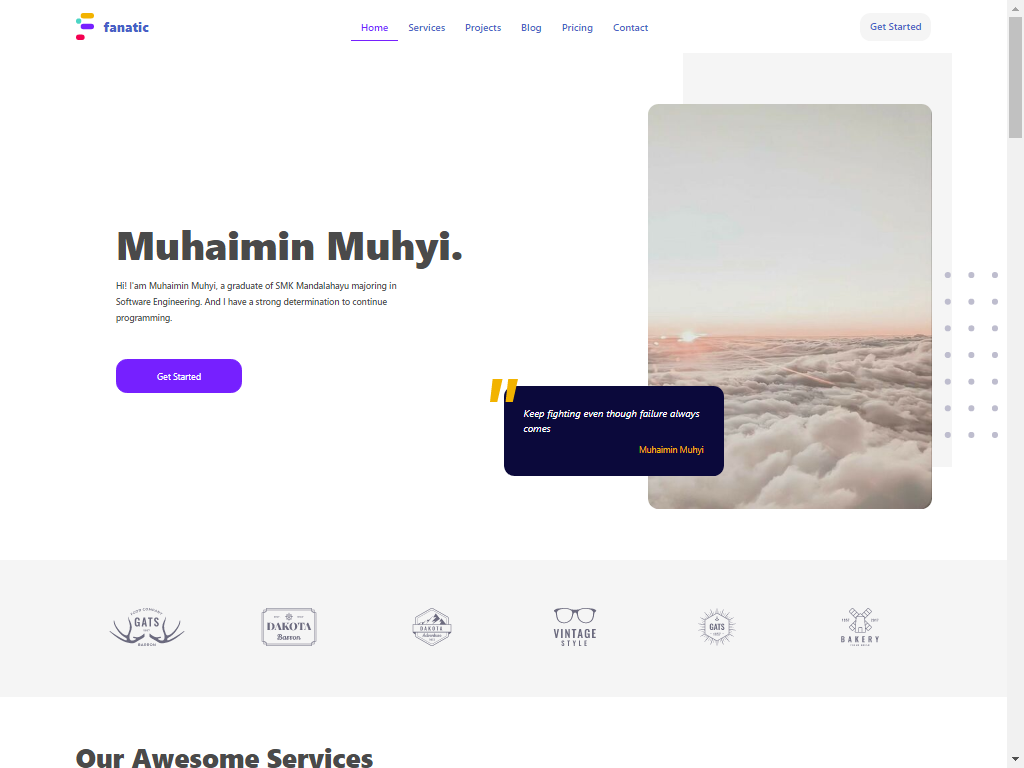 fanatic
Home
Services
Projects
Blog
Pricing
Contact
Get Started
Muhaimin Muhyi.
Hi! I'am Muhaimin Muhyi, a graduate of SMK Mandalahayu majoring in
Software Engineering. And I have a strong determination to continue
programming.
Get Started
"
Keep fighting even though failure always
comes
Muhaimin Muhyi
GATS
BARRON
DAKOTA
Barron
DAKOTA
Adventure
VINTAGE
STYLE
GATS
BAKERY
Our Awesome Services